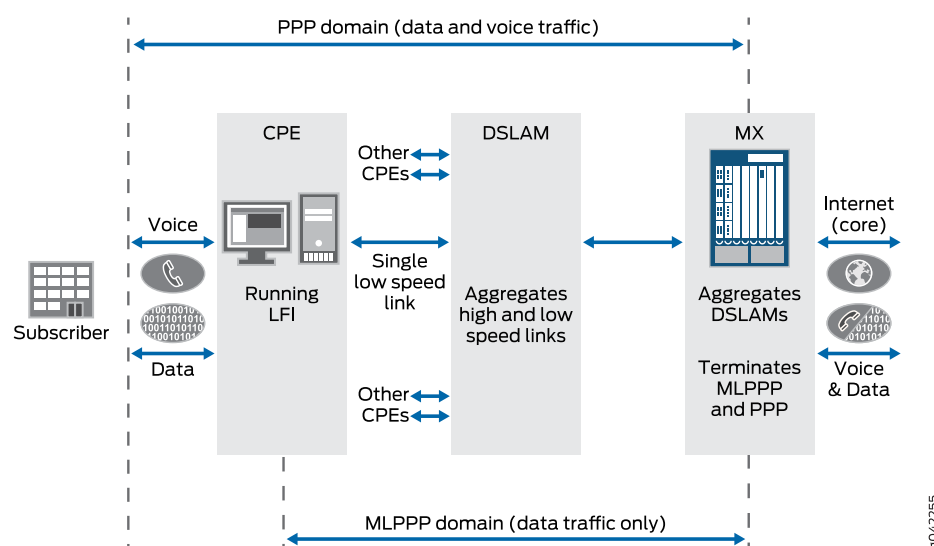 PPP domain (data and voice traffic)
CPE
DSLAM
MX
Other
CPEs
Voice
Internet
(core)
Single
low speed
link
Running
LFI
Aggregates
high and low
speed links
Aggregates
DSLAMs
Subscriber
Data
Terminates
MLPPP
and PPP
Voice
& Data
Other
CPEs
MLPPP domain (data traffic only)